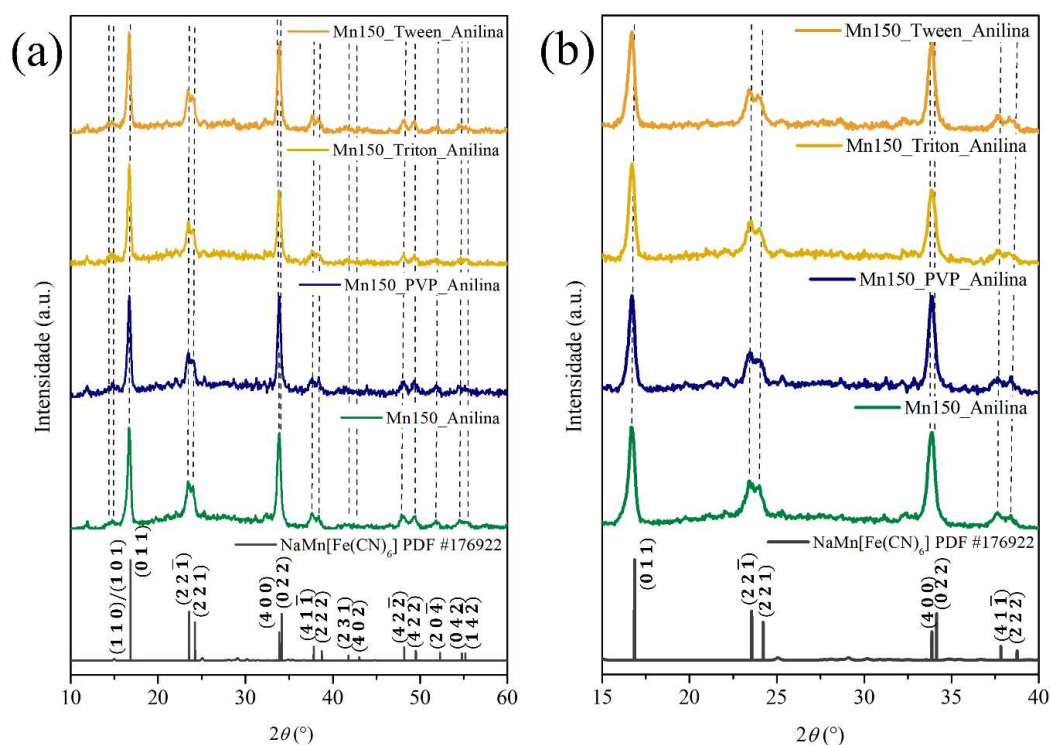 (a)
Mn150_Tween_Anilina
Mn150_Triton_Anilina
Mn150_PVP_Anilina
Mn150_Anilina
NaMn[Fe(CN)₆] PDF #176922
(1 1 0)/(1 0 1)
(0 1 1)
(2 2 1̄)
(2 2 1)
(4 0 0)
(0 2 2)
(4 1̄ 1̄)
(2 2 2)
(2 3 1)
(4 0 2)
(4 2̄ 2̄)
(4 2 2)
(2 0 4̄)
(0 4 2)
(1 4 2)
Intensidade (a.u.)
10 20 30 40 50 60
2θ (°)
(b)
Mn150_Tween_Anilina
Mn150_Triton_Anilina
Mn150_PVP_Anilina
Mn150_Anilina
NaMn[Fe(CN)₆] PDF #176922
(0 1 1)
(2 2 1̄)
(2 2 1)
(4 0 0)
(0 2 2)
(4 1̄ 1̄)
(2 2 2)
Intensidade (a.u.)
15 20 25 30 35 40
2θ (°)